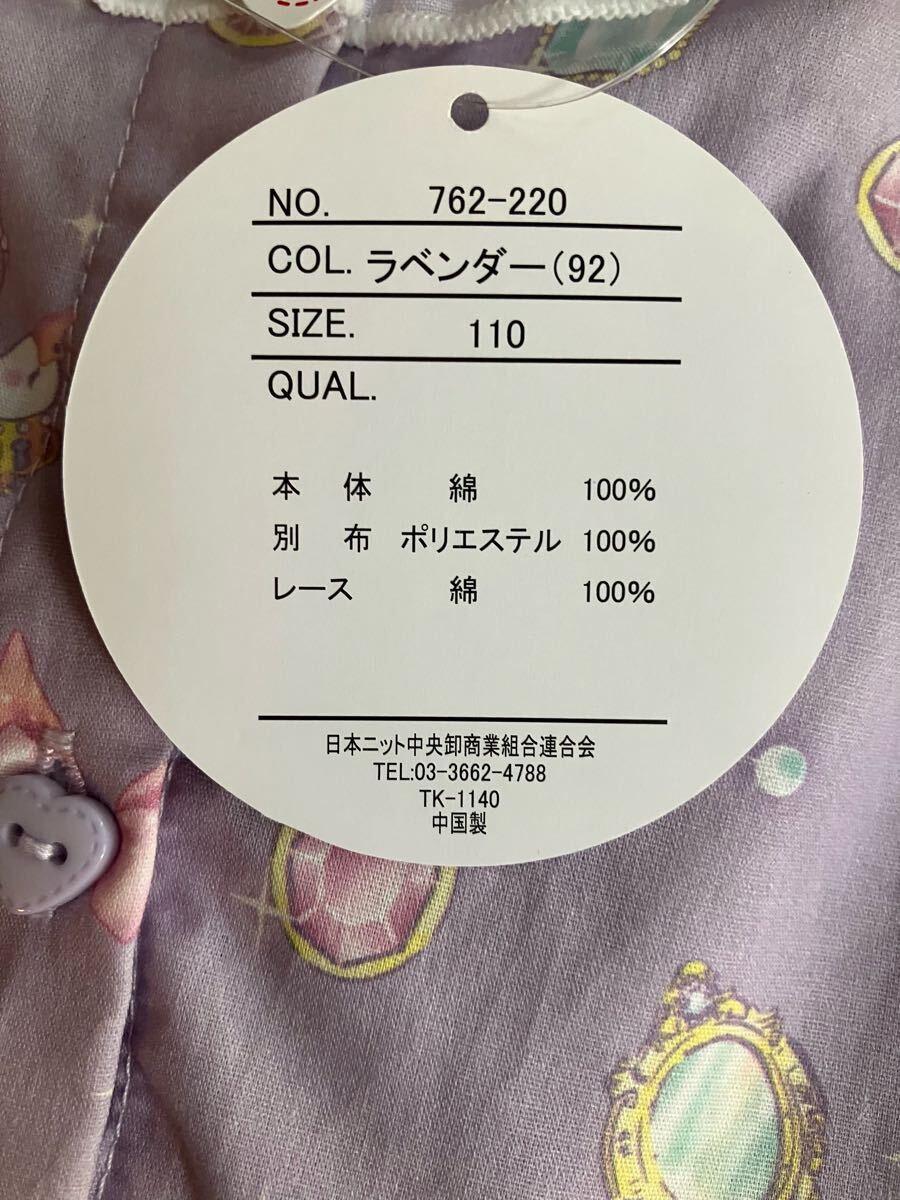 NO. 762-220
COL. ラベンダー(92)
SIZE. 110
QUAL.
本 体 綿 100%
別 布 ポリエステル 100%
レース 綿 100%
日本ニット中央卸商業組合連合会
TEL:03-3662-4788
TK-1140
中国製